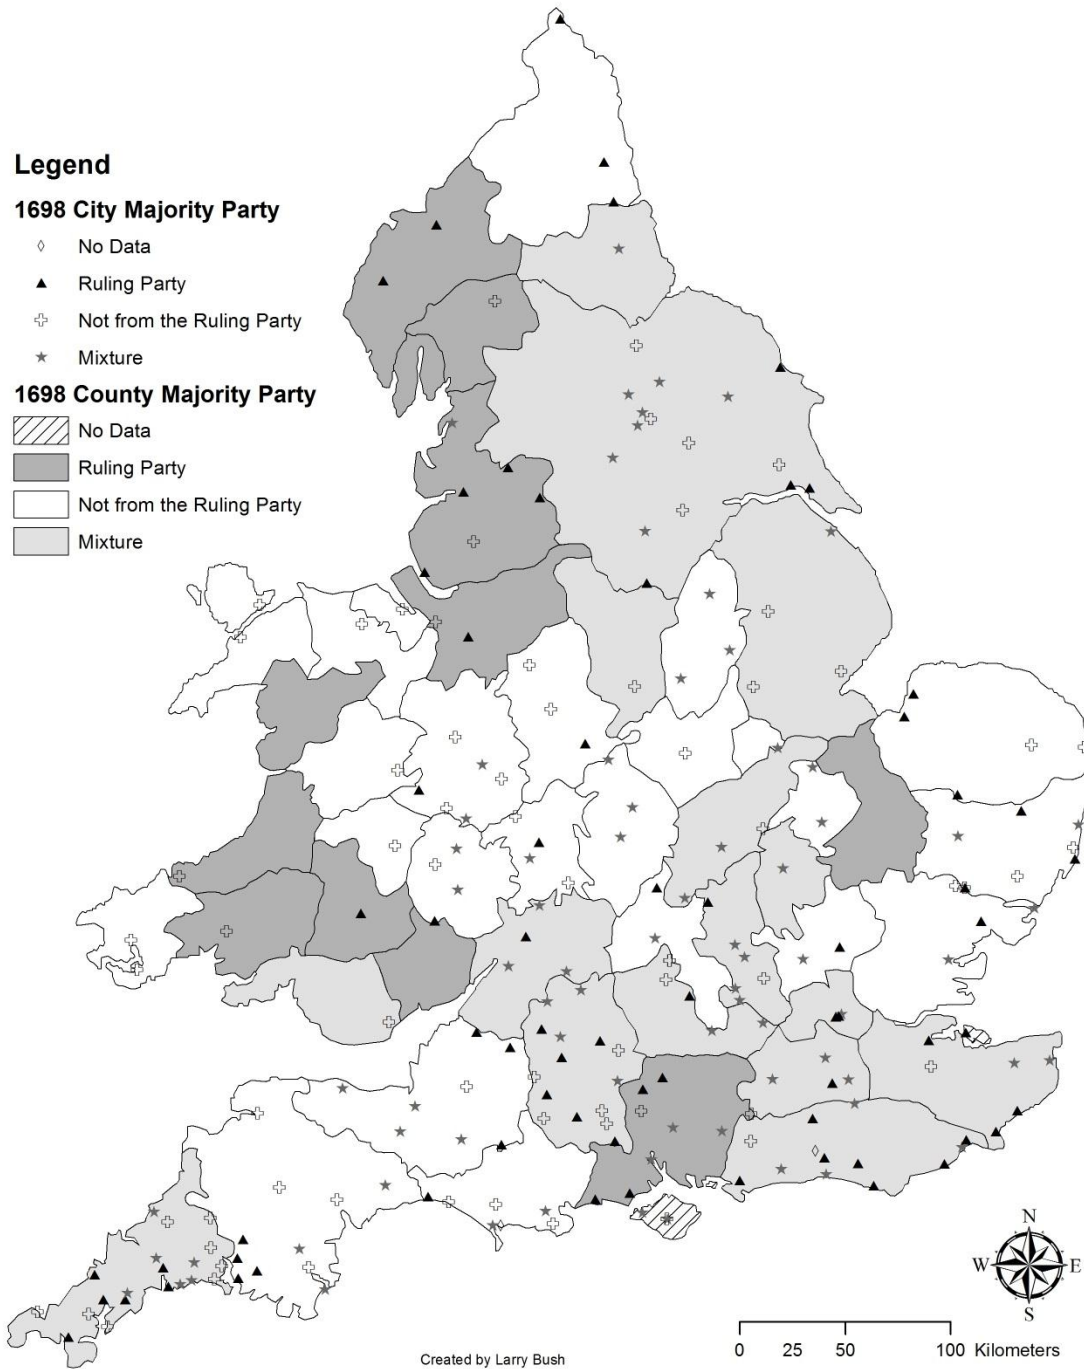 Legend
1698 City Majority Party
No Data
Ruling Party
Not from the Ruling Party
Mixture
1698 County Majority Party
No Data
Ruling Party
Not from the Ruling Party
Mixture
N
W E
S
0 25 50 100 Kilometers
Created by Larry Bush